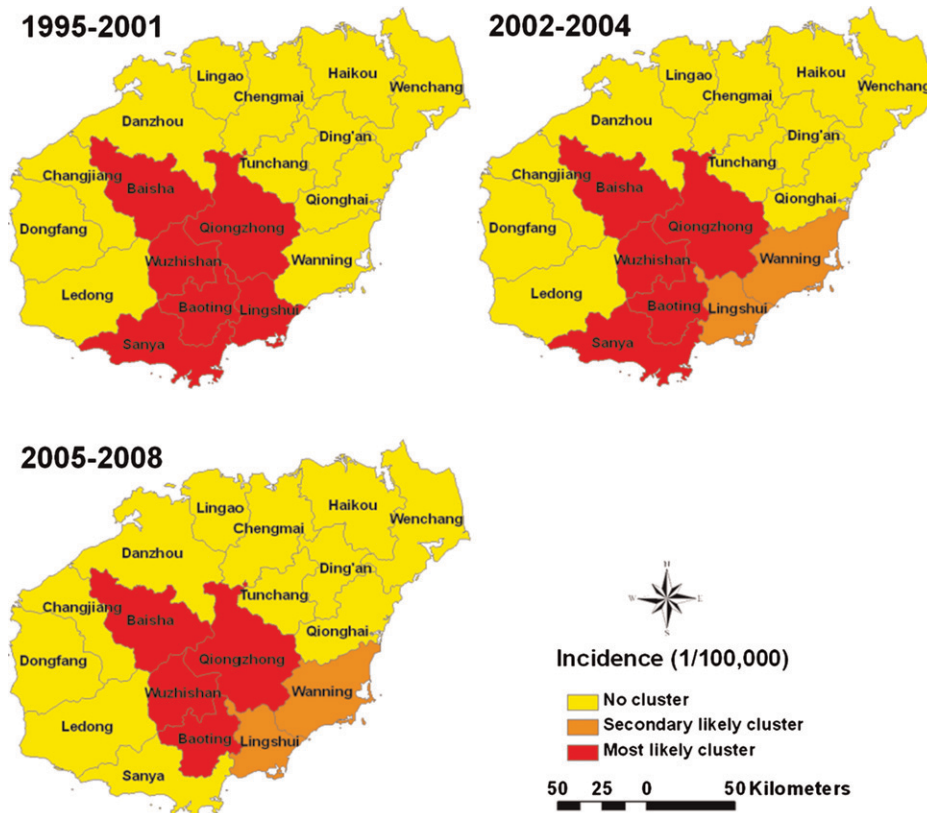 1995-2001
Lingao
Haikou
Chengmai
Wenchang
Danzhou
Ding'an
Tunchang
Changjiang
Baisha
Qionghai
Dongfang
Qiongzhong
Wuzhishan
Wanning
Ledong
Baoting
Lingshui
Sanya
2002-2004
Lingao
Haikou
Chengmai
Wenchang
Danzhou
Ding'an
Tunchang
Changjiang
Baisha
Qionghai
Dongfang
Qiongzhong
Wuzhishan
Wanning
Ledong
Baoting
Lingshui
Sanya
2005-2008
Lingao
Haikou
Chengmai
Wenchang
Danzhou
Ding'an
Tunchang
Changjiang
Baisha
Qionghai
Dongfang
Qiongzhong
Wuzhishan
Wanning
Ledong
Baoting
Lingshui
Sanya
W E
S
Incidence (1/100,000)
No cluster
Secondary likely cluster
Most likely cluster
50 25 0 50 Kilometers